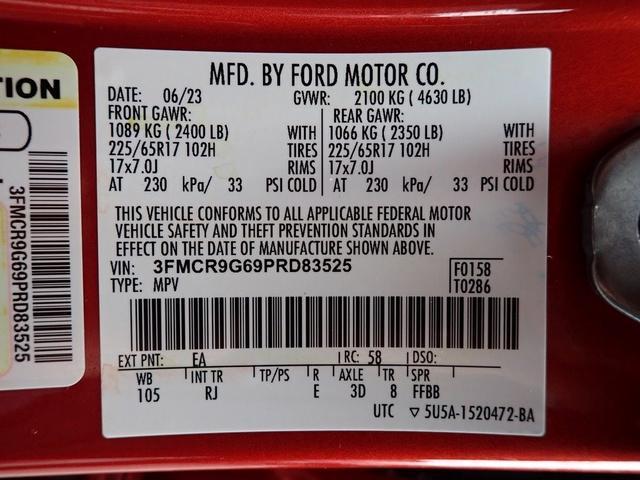 TION
3FMCR9G69PRD83525
MFD. BY FORD MOTOR CO.
DATE: 06/23 GVWR: 2100 KG ( 4630 LB)
FRONT GAWR: REAR GAWR:
1089 KG ( 2400 LB) WITH 1066 KG ( 2350 LB) WITH
225/65R17 102H TIRES 225/65R17 102H TIRES
17x7.0J RIMS 17x7.0J RIMS
AT 230 kPa/ 33 PSI COLD AT 230 kPa/ 33 PSI COLD
THIS VEHICLE CONFORMS TO ALL APPLICABLE FEDERAL MOTOR
VEHICLE SAFETY AND THEFT PREVENTION STANDARDS IN
EFFECT ON THE DATE OF MANUFACTURE SHOWN ABOVE.
VIN: 3FMCR9G69PRD83525 F0158
TYPE: MPV T0286
EXT PNT: EA RC: 58 DSO:
WB INT TR TP/PS R AXLE TR SPR
105 RJ E 3D 8 FFBB
UTC ▽ 5U5A-1520472-BA